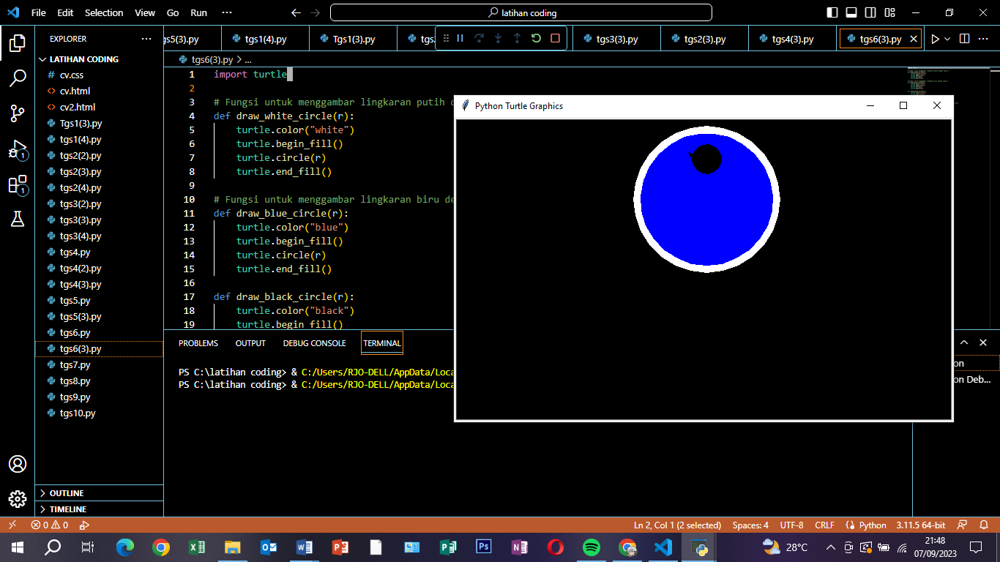 File Edit Selection View Go Run ··· latihan coding
EXPLORER ···
LATIHAN CODING
# cv.css
<> cv.html
<> cv2.html
Tgs1(3).py
tgs1(4).py
tgs2(2).py
tgs2(3).py
tgs2(4).py
tgs3(2).py
tgs3(3).py
tgs3(4).py
tgs4.py
tgs4(2).py
tgs4(3).py
tgs5.py
tgs5(3).py
tgs6.py
tgs6(3).py
tgs7.py
tgs8.py
tgs9.py
tgs10.py
OUTLINE
TIMELINE
1
1
gs5(3).py tgs1(4).py Tgs1(3).py tgs tgs3(3).py tgs2(3).py tgs4(3).py tgs6(3).py
tgs6(3).py > ...
1 import turtle
2
3 # Fungsi untuk menggambar lingkaran putih
4 def draw_white_circle(r):
5 turtle.color("white")
6 turtle.begin_fill()
7 turtle.circle(r)
8 turtle.end_fill()
9
10 # Fungsi untuk menggambar lingkaran biru de
11 def draw_blue_circle(r):
12 turtle.color("blue")
13 turtle.begin_fill()
14 turtle.circle(r)
15 turtle.end_fill()
16
17 def draw_black_circle(r):
18 turtle.color("black")
19 turtle.begin_fill()
Python Turtle Graphics
PROBLEMS OUTPUT DEBUG CONSOLE TERMINAL
PS C:\latihan coding> & C:/Users/RJO-DELL/AppData/Loca
PS C:\latihan coding> & C:/Users/RJO-DELL/AppData/Loca
on
on Deb...
0 0 Ln 2, Col 1 (2 selected) Spaces: 4 UTF-8 CRLF Python 3.11.5 64-bit
28°C
21:48
07/09/2023